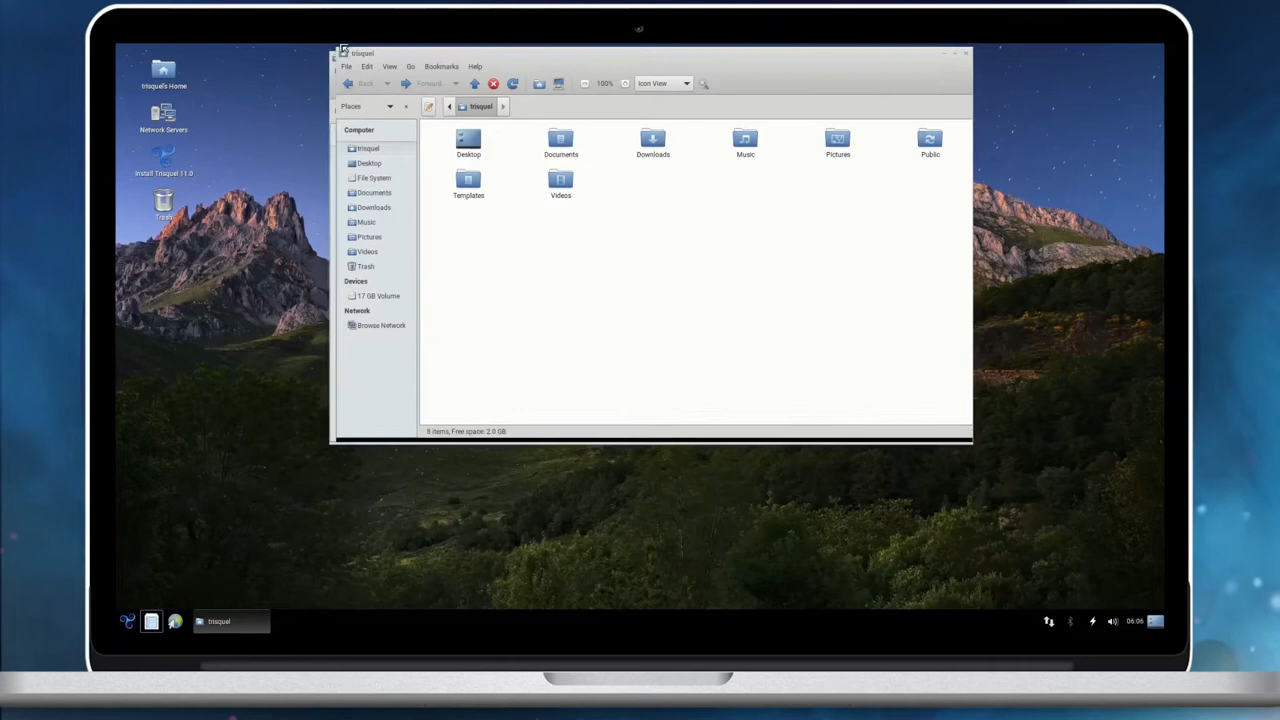 trisquel's Home
Network Servers
Install Trisquel 11.0
Trash
trisquel
File Edit View Go Bookmarks Help
Back Forward 100% Icon View
Places trisquel
Computer
trisquel
Desktop
File System
Documents
Downloads
Music
Pictures
Videos
Trash
Devices
17 GB Volume
Network
Browse Network
Desktop Documents Downloads Music Pictures Public
Templates Videos
8 items, Free space: 2.0 GB
trisquel 06:06